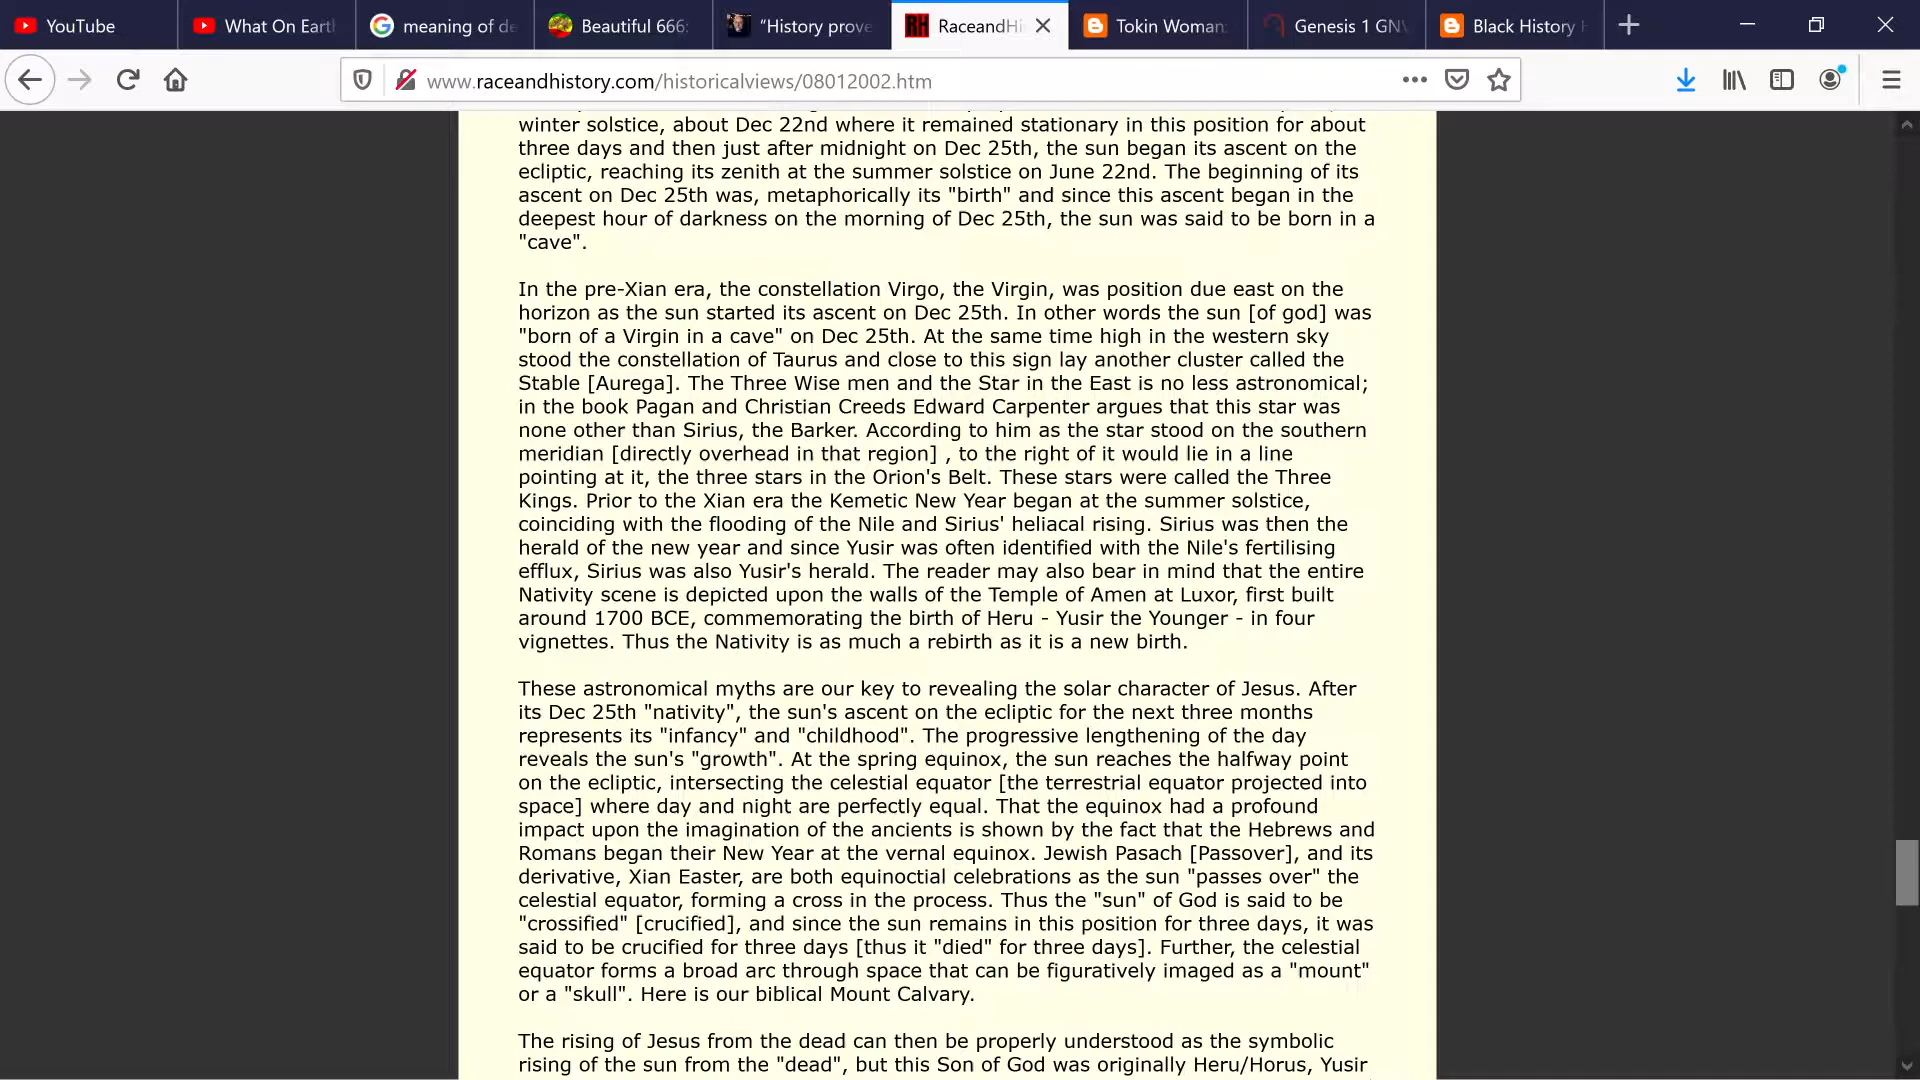 YouTube
What On Earth
meaning of de
Beautiful 666:
“History prove
RaceandHi
Tokin Woman:
Genesis 1 GNV
Black History H
www.raceandhistory.com/historicalviews/08012002.htm
winter solstice, about Dec 22nd where it remained stationary in this position for about
three days and then just after midnight on Dec 25th, the sun began its ascent on the
ecliptic, reaching its zenith at the summer solstice on June 22nd. The beginning of its
ascent on Dec 25th was, metaphorically its "birth" and since this ascent began in the
deepest hour of darkness on the morning of Dec 25th, the sun was said to be born in a
"cave".
In the pre-Xian era, the constellation Virgo, the Virgin, was position due east on the
horizon as the sun started its ascent on Dec 25th. In other words the sun [of god] was
"born of a Virgin in a cave" on Dec 25th. At the same time high in the western sky
stood the constellation of Taurus and close to this sign lay another cluster called the
Stable [Aurega]. The Three Wise men and the Star in the East is no less astronomical;
in the book Pagan and Christian Creeds Edward Carpenter argues that this star was
none other than Sirius, the Barker. According to him as the star stood on the southern
meridian [directly overhead in that region] , to the right of it would lie in a line
pointing at it, the three stars in the Orion's Belt. These stars were called the Three
Kings. Prior to the Xian era the Kemetic New Year began at the summer solstice,
coinciding with the flooding of the Nile and Sirius' heliacal rising. Sirius was then the
herald of the new year and since Yusir was often identified with the Nile's fertilising
efflux, Sirius was also Yusir's herald. The reader may also bear in mind that the entire
Nativity scene is depicted upon the walls of the Temple of Amen at Luxor, first built
around 1700 BCE, commemorating the birth of Heru - Yusir the Younger - in four
vignettes. Thus the Nativity is as much a rebirth as it is a new birth.
These astronomical myths are our key to revealing the solar character of Jesus. After
its Dec 25th "nativity", the sun's ascent on the ecliptic for the next three months
represents its "infancy" and "childhood". The progressive lengthening of the day
reveals the sun's "growth". At the spring equinox, the sun reaches the halfway point
on the ecliptic, intersecting the celestial equator [the terrestrial equator projected into
space] where day and night are perfectly equal. That the equinox had a profound
impact upon the imagination of the ancients is shown by the fact that the Hebrews and
Romans began their New Year at the vernal equinox. Jewish Pasach [Passover], and its
derivative, Xian Easter, are both equinoctial celebrations as the sun "passes over" the
celestial equator, forming a cross in the process. Thus the "sun" of God is said to be
"crossified" [crucified], and since the sun remains in this position for three days, it was
said to be crucified for three days [thus it "died" for three days]. Further, the celestial
equator forms a broad arc through space that can be figuratively imaged as a "mount"
or a "skull". Here is our biblical Mount Calvary.
The rising of Jesus from the dead can then be properly understood as the symbolic
rising of the sun from the "dead", but this Son of God was originally Heru/Horus, Yusir